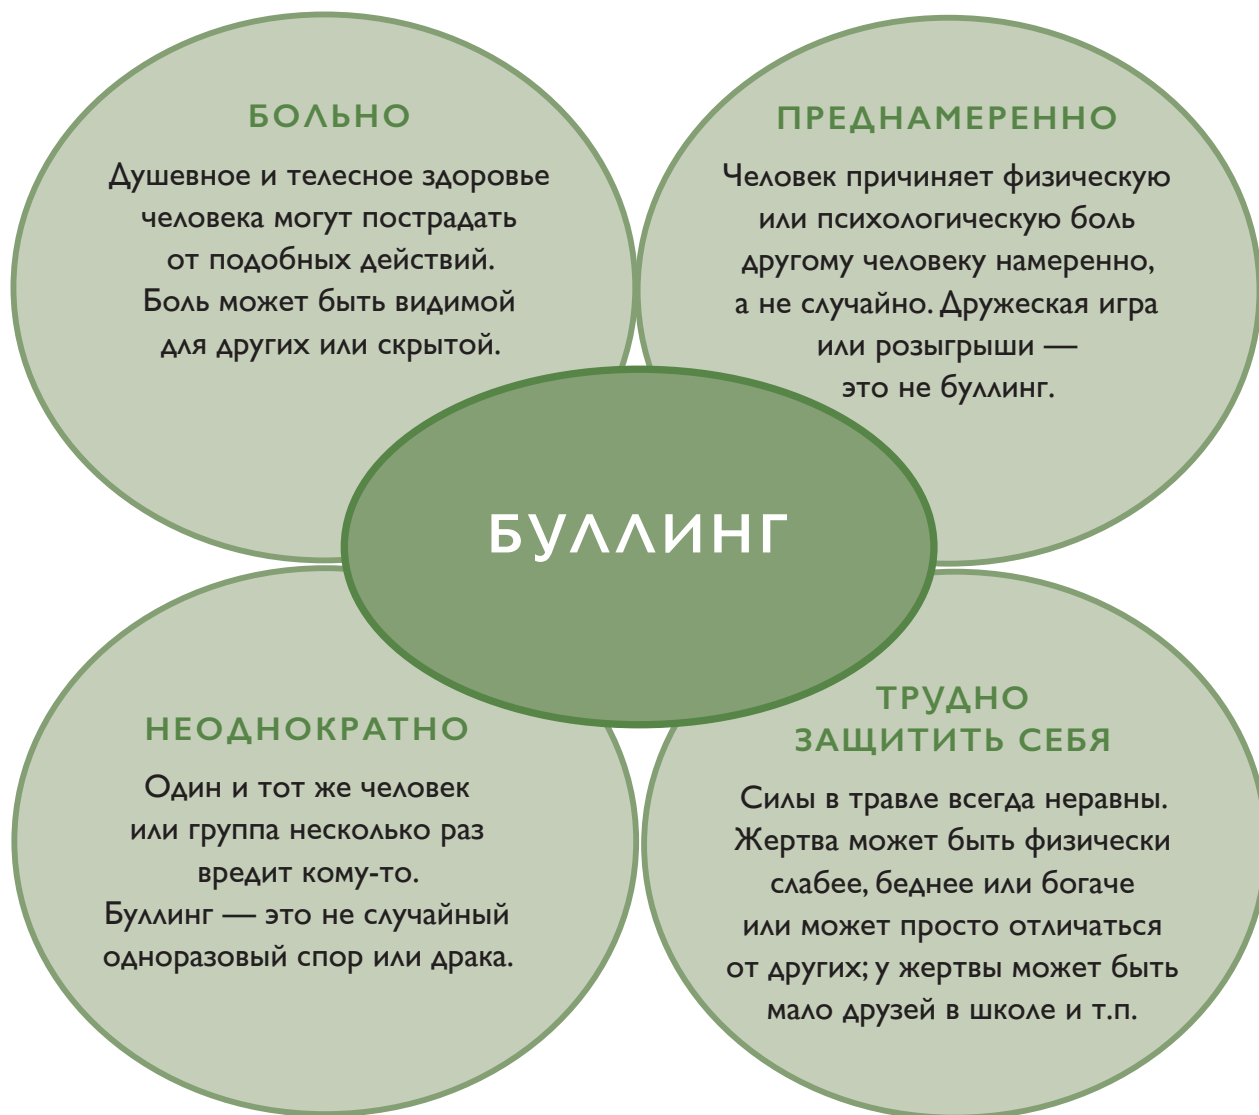 БОЛЬНО
Душевное и телесное здоровье
человека могут пострадать
от подобных действий.
Боль может быть видимой
для других или скрытой.
ПРЕДНАМЕРЕННО
Человек причиняет физическую
или психологическую боль
другому человеку намеренно,
а не случайно. Дружеская игра
или розыгрыши —
это не буллинг.
БУЛЛИНГ
НЕОДНОКРАТНО
Один и тот же человек
или группа несколько раз
вредит кому-то.
Буллинг — это не случайный
одноразовый спор или драка.
ТРУДНО
ЗАЩИТИТЬ СЕБЯ
Силы в травле всегда неравны.
Жертва может быть физически
слабее, беднее или богаче
или может просто отличаться
от других; у жертвы может быть
мало друзей в школе и т.п.